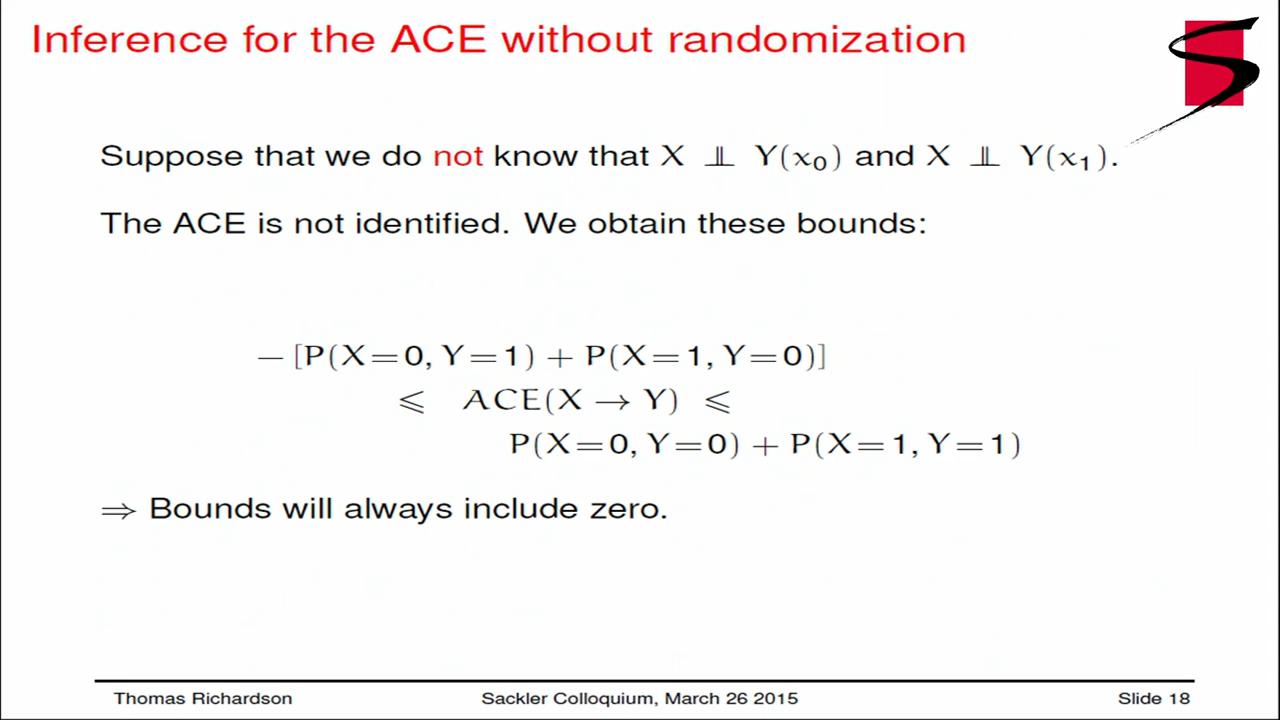 Inference for the ACE without randomization
Suppose that we do not know that X ⫫ Y(x₀) and X ⫫ Y(x₁).
The ACE is not identified. We obtain these bounds:
− [P(X=0, Y=1) + P(X=1, Y=0)]
⩽ ACE(X → Y) ⩽
P(X=0, Y=0) + P(X=1, Y=1)
⇒ Bounds will always include zero.
Thomas Richardson Sackler Colloquium, March 26 2015 Slide 18